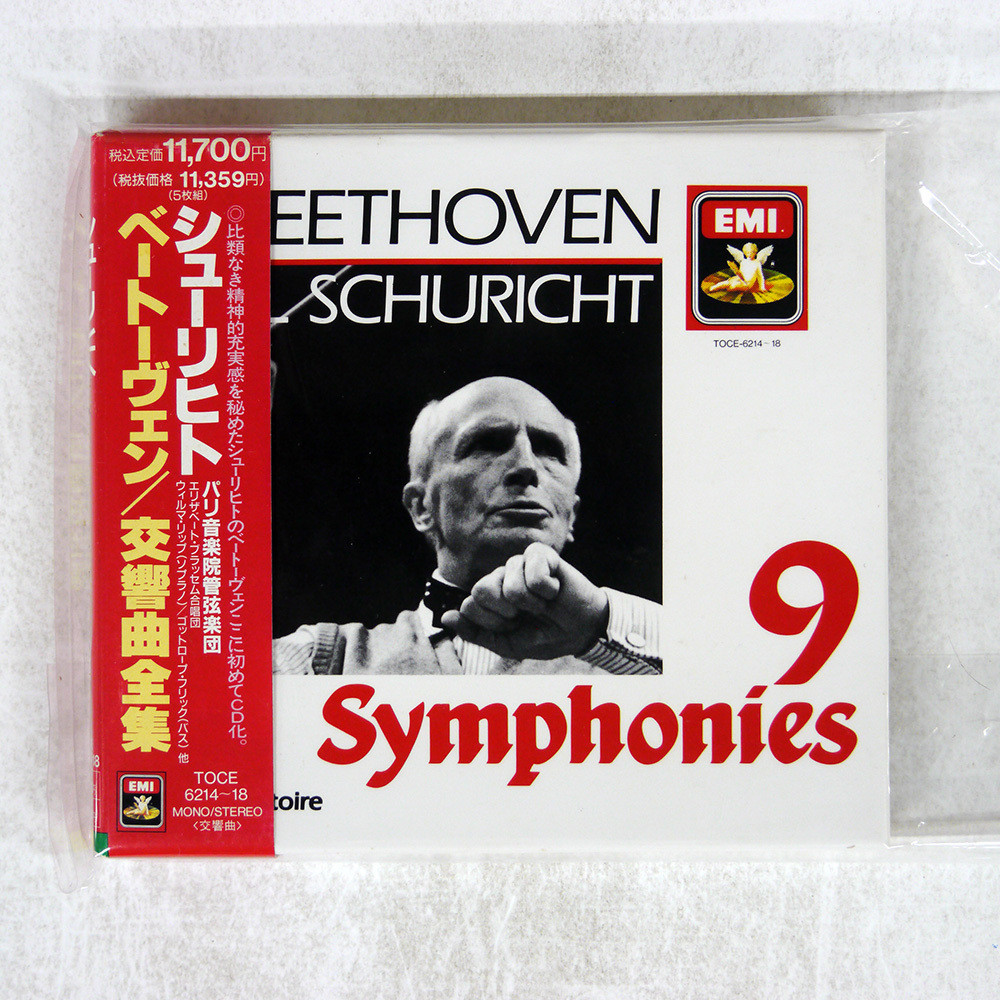 税込定価11,700円
(税抜価格 11,359円)
(5枚組)
◎比類なき精神的充実感を秘めたシューリヒトのベートーヴェンここに初めてCD化。
シューリヒト
ベートーヴェン/交響曲全集
パリ音楽院管弦楽団
エリザベート・ブラッセム合唱団
ウィルマ・リップ(ソプラノ)/ゴットローブ・フリック(バス)他
EMI
TOCE
6214~18
MONO/STEREO
〈交響曲〉
EETHOVEN
L SCHURICHT
EMI
TOCE-6214~18
9
Symphonies
toire